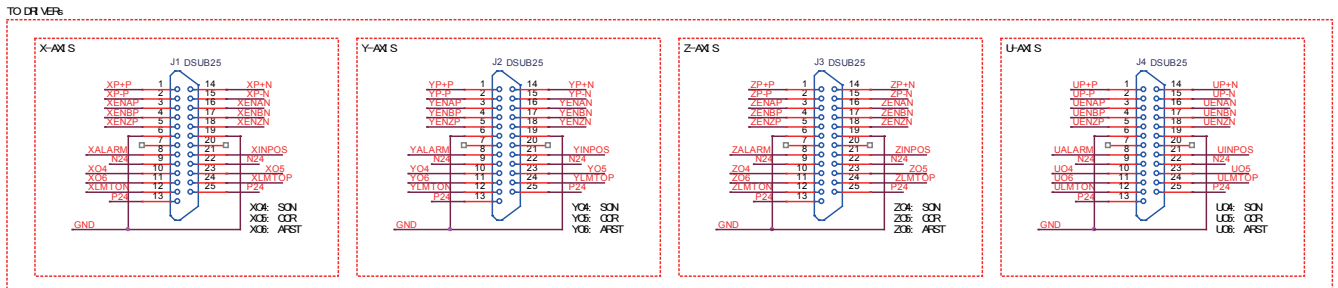 TO DRIVERs
X-AXIS
J1 DSUB25
XP+P 1 14 XP+N
XP-P 2 15 XP-N
XENAP 3 16 XENAN
XENBP 4 17 XENBN
XENZP 5 18 XENZN
6 19
7 20
XALARM 8 21 XINPOS
N24 9 22 N24
XO4 10 23 XO5
XO6 11 24 XLMTOP
XLMTON 12 25 P24
P24 13
XO4: SON
XO5: COR
XO6: ARST
GND
Y-AXIS
J2 DSUB25
YP+P 1 14 YP+N
YP-P 2 15 YP-N
YENAP 3 16 YENAN
YENBP 4 17 YENBN
YENZP 5 18 YENZN
6 19
7 20
YALARM 8 21 YINPOS
N24 9 22 N24
YO4 10 23 YO5
YO6 11 24 YLMTOP
YLMTON 12 25 P24
P24 13
YO4: SON
YO5: COR
YO6: ARST
GND
Z-AXIS
J3 DSUB25
ZP+P 1 14 ZP+N
ZP-P 2 15 ZP-N
ZENAP 3 16 ZENAN
ZENBP 4 17 ZENBN
ZENZP 5 18 ZENZN
6 19
7 20
ZALARM 8 21 ZINPOS
N24 9 22 N24
ZO4 10 23 ZO5
ZO6 11 24 ZLMTOP
ZLMTON 12 25 P24
P24 13
ZO4: SON
ZO5: COR
ZO6: ARST
GND
U-AXIS
J4 DSUB25
UP+P 1 14 UP+N
UP-P 2 15 UP-N
UENAP 3 16 UENAN
UENBP 4 17 UENBN
UENZP 5 18 UENZN
6 19
7 20
UALARM 8 21 UINPOS
N24 9 22 N24
UO4 10 23 UO5
UO6 11 24 ULMTOP
ULMTON 12 25 P24
P24 13
UO4: SON
UO5: COR
UO6: ARST
GND